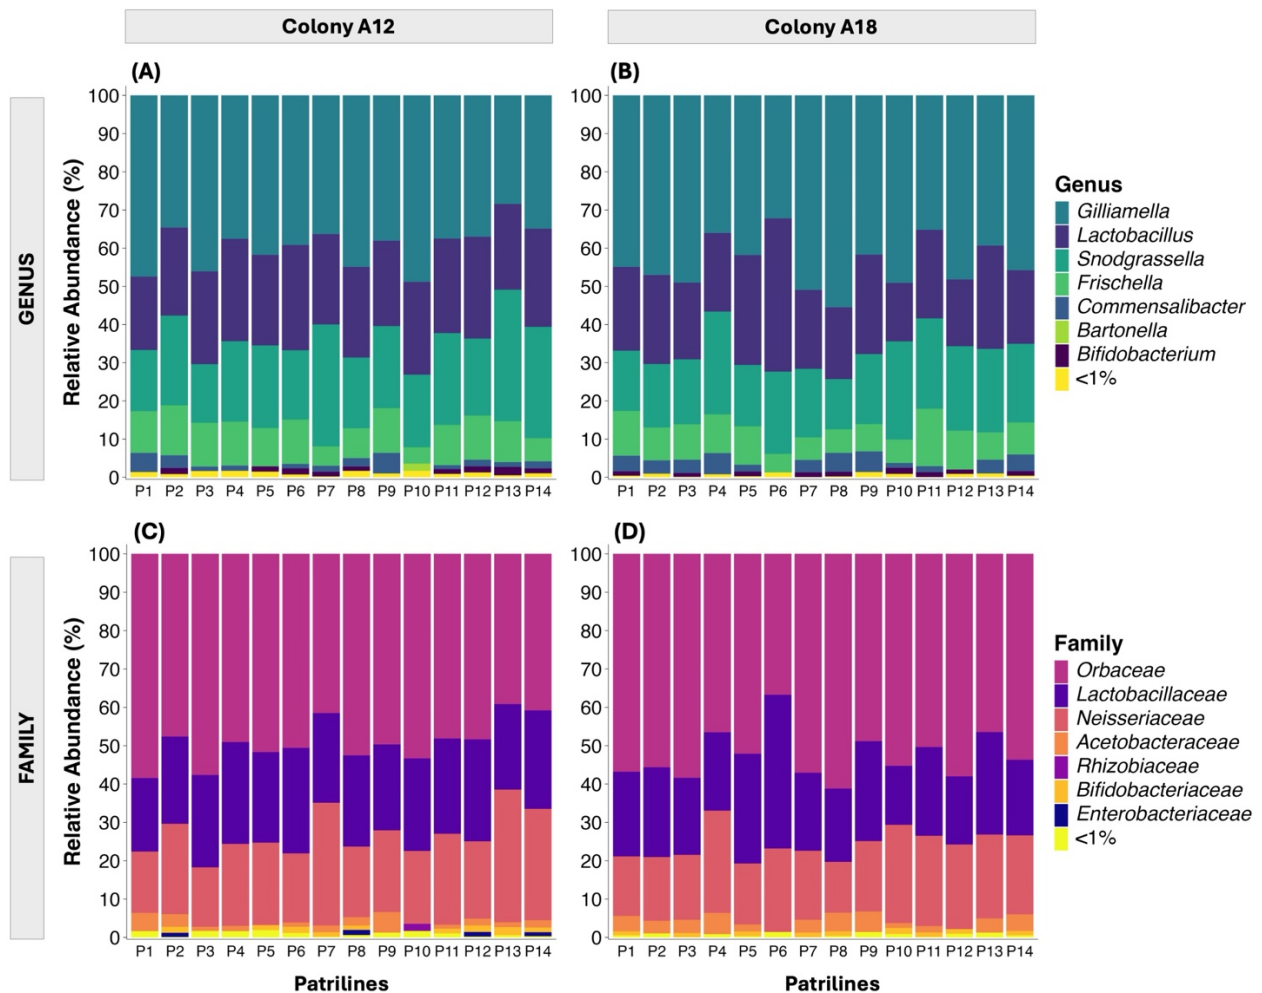 Colony A12
Colony A18
(A)
(B)
GENUS
Relative Abundance (%)
100
90
80
70
60
50
40
30
20
10
0
P1 P2 P3 P4 P5 P6 P7 P8 P9 P10 P11 P12 P13 P14
100
90
80
70
60
50
40
30
20
10
0
P1 P2 P3 P4 P5 P6 P7 P8 P9 P10 P11 P12 P13 P14
Genus
Gilliamella
Lactobacillus
Snodgrassella
Frischella
Commensalibacter
Bartonella
Bifidobacterium
<1%
(C)
(D)
FAMILY
Relative Abundance (%)
100
90
80
70
60
50
40
30
20
10
0
P1 P2 P3 P4 P5 P6 P7 P8 P9 P10 P11 P12 P13 P14
Patrilines
100
90
80
70
60
50
40
30
20
10
0
P1 P2 P3 P4 P5 P6 P7 P8 P9 P10 P11 P12 P13 P14
Patrilines
Family
Orbaceae
Lactobacillaceae
Neisseriaceae
Acetobacteraceae
Rhizobiaceae
Bifidobacteriaceae
Enterobacteriaceae
<1%